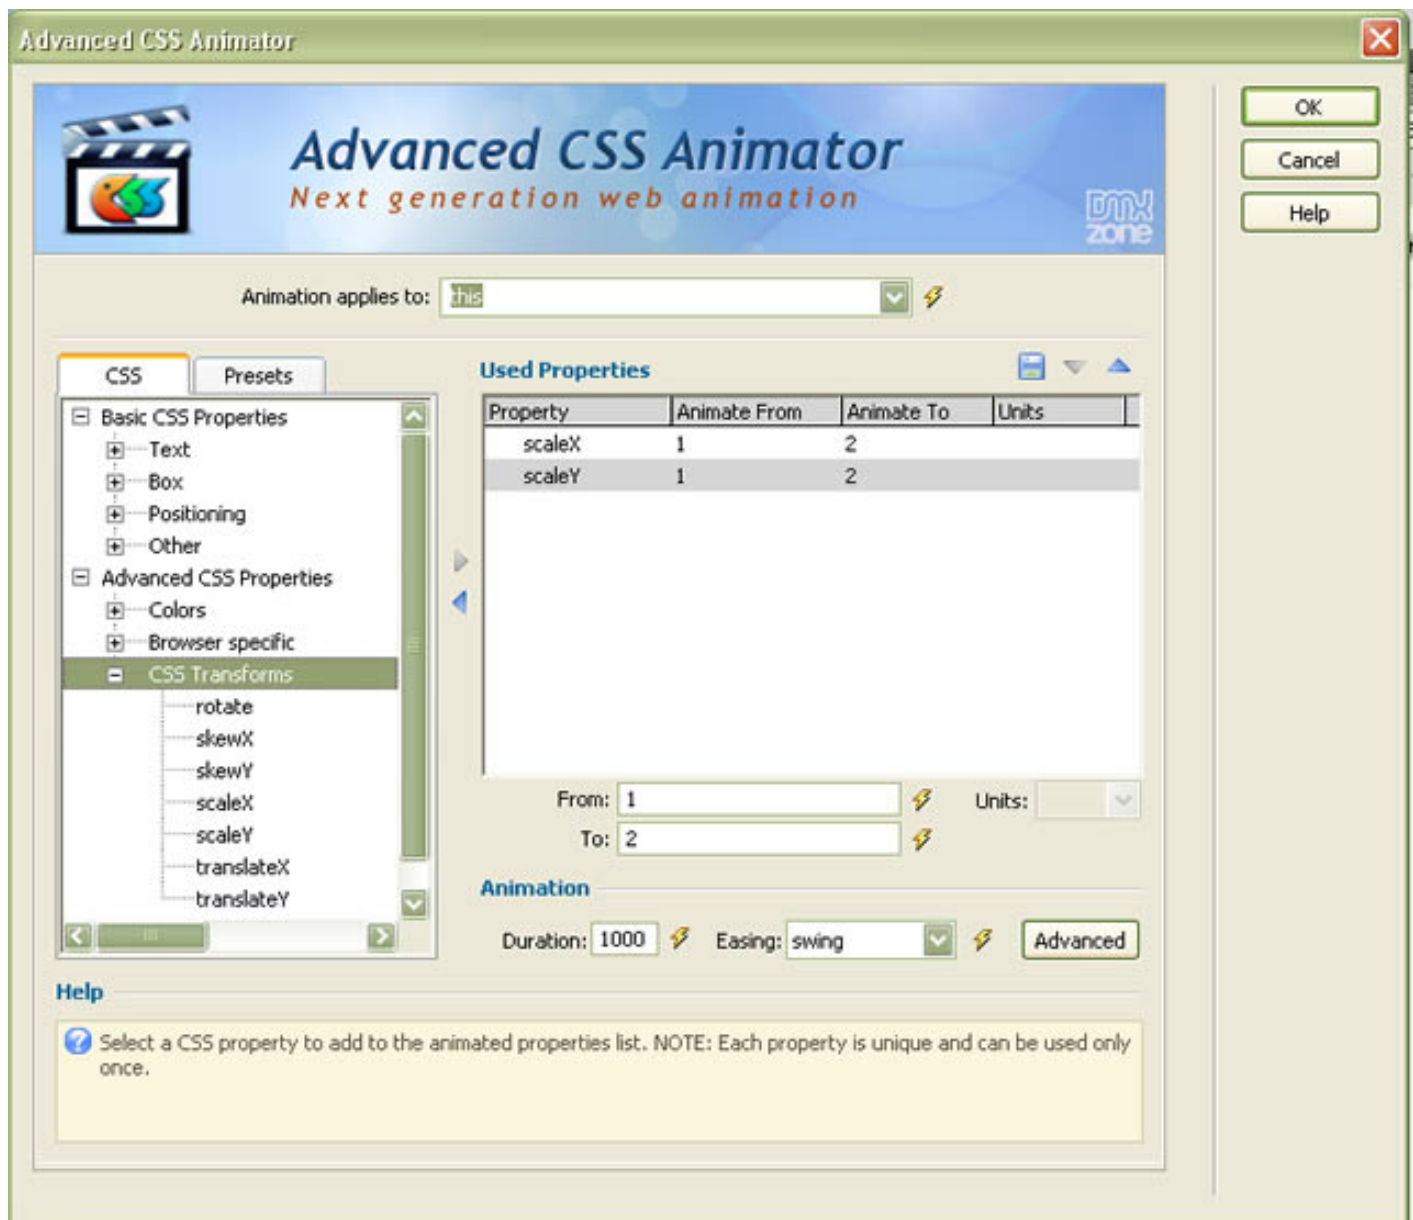 Advanced CSS Animator
Advanced CSS Animator
Next generation web animation
CSS
DMX
zone
OK
Cancel
Help
Animation applies to: this
CSS Presets
Basic CSS Properties
Text
Box
Positioning
Other
Advanced CSS Properties
Colors
Browser specific
CSS Transforms
rotate
skewX
skewY
scaleX
scaleY
translateX
translateY
Used Properties
Property Animate From Animate To Units
scaleX 1 2
scaleY 1 2
From: 1 Units:
To: 2
Animation
Duration: 1000 Easing: swing Advanced
Help
Select a CSS property to add to the animated properties list. NOTE: Each property is unique and can be used only
once.